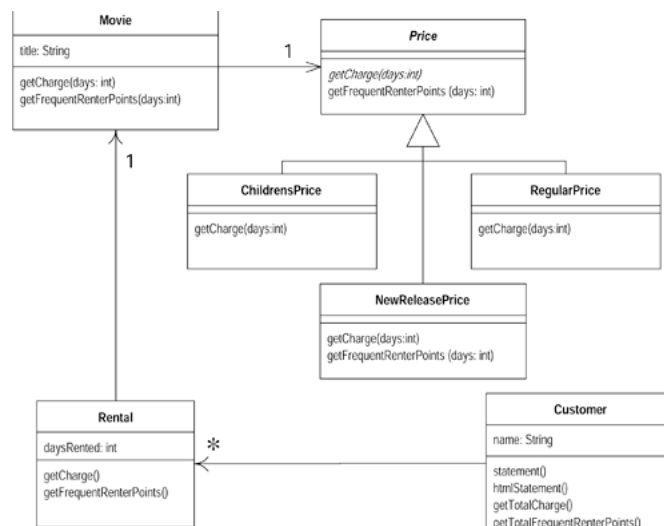 Movie
title: String
getCharge(days: int)
getFrequentRenterPoints(days:int)
1
Price
getCharge(days:int)
getFrequentRenterPoints (days: int)
1
ChildrensPrice
getCharge(days:int)
RegularPrice
getCharge(days:int)
NewReleasePrice
getCharge(days:int)
getFrequentRenterPoints (days: int)
Rental
daysRented: int
getCharge()
getFrequentRenterPoints()
*
Customer
name: String
statement()
htmlStatement()
getTotalCharge()
getTotalFrequentRenterPoints()